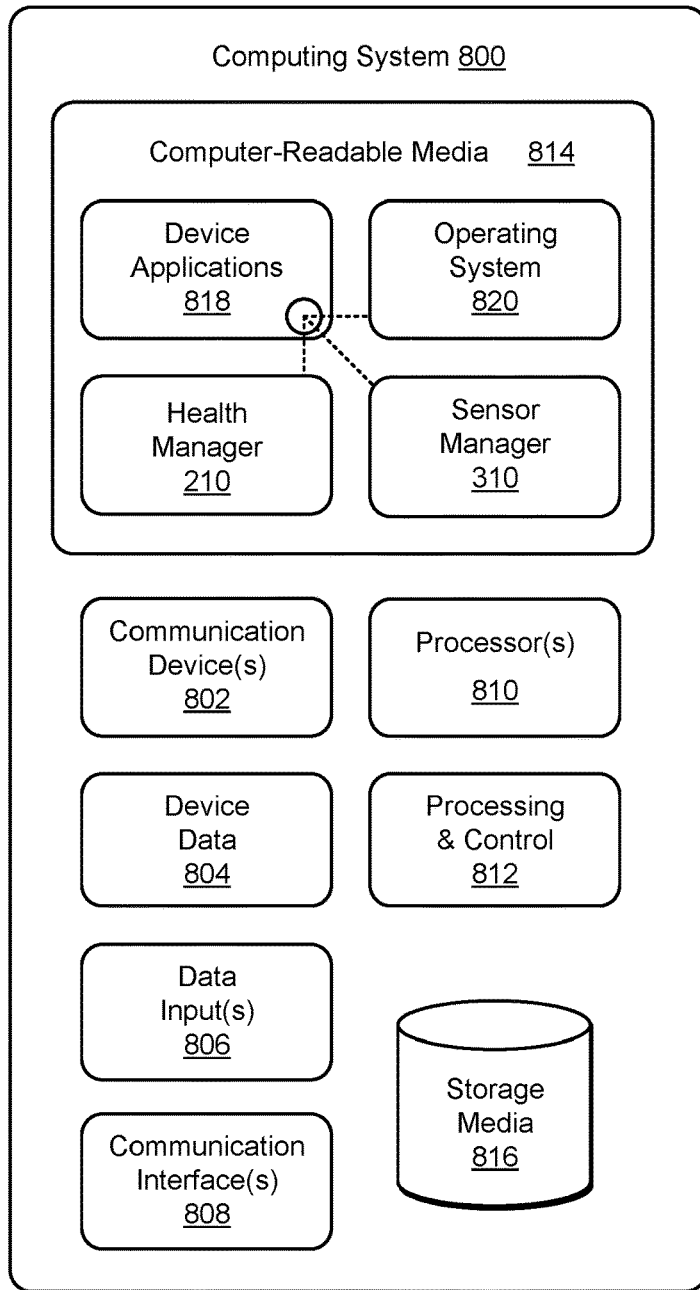 Computing System 800
Computer-Readable Media 814
Device
Applications
818
Operating
System
820
Health
Manager
210
Sensor
Manager
310
Communication
Device(s)
802
Processor(s)
810
Device
Data
804
Processing
& Control
812
Data
Input(s)
806
Storage
Media
816
Communication
Interface(s)
808